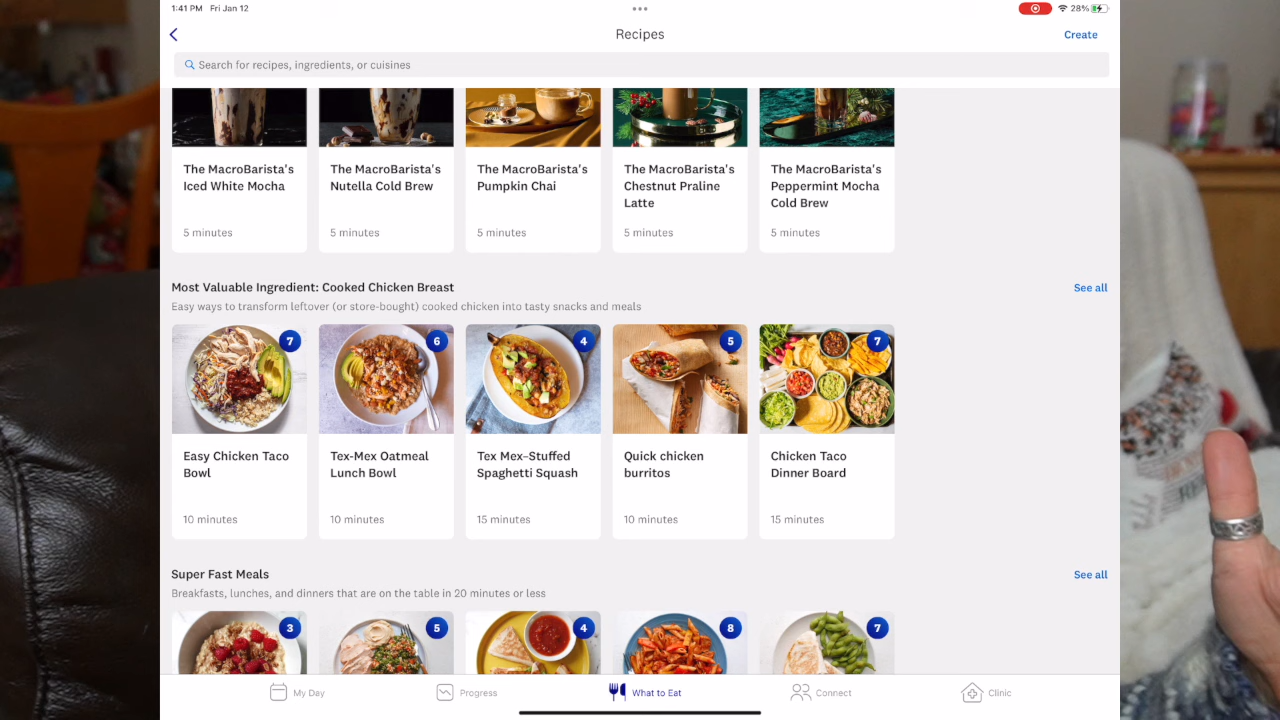 1:41 PM Fri Jan 12
28%
Recipes
Create
Search for recipes, ingredients, or cuisines
The MacroBarista's
Iced White Mocha
5 minutes
The MacroBarista's
Nutella Cold Brew
5 minutes
The MacroBarista's
Pumpkin Chai
5 minutes
The MacroBarista's
Chestnut Praline
Latte
5 minutes
The MacroBarista's
Peppermint Mocha
Cold Brew
5 minutes
Most Valuable Ingredient: Cooked Chicken Breast
See all
Easy ways to transform leftover (or store-bought) cooked chicken into tasty snacks and meals
7
Easy Chicken Taco
Bowl
10 minutes
6
Tex-Mex Oatmeal
Lunch Bowl
10 minutes
4
Tex Mex–Stuffed
Spaghetti Squash
15 minutes
5
Quick chicken
burritos
10 minutes
7
Chicken Taco
Dinner Board
15 minutes
Super Fast Meals
See all
Breakfasts, lunches, and dinners that are on the table in 20 minutes or less
3
5
4
8
7
My Day
Progress
What to Eat
Connect
Clinic